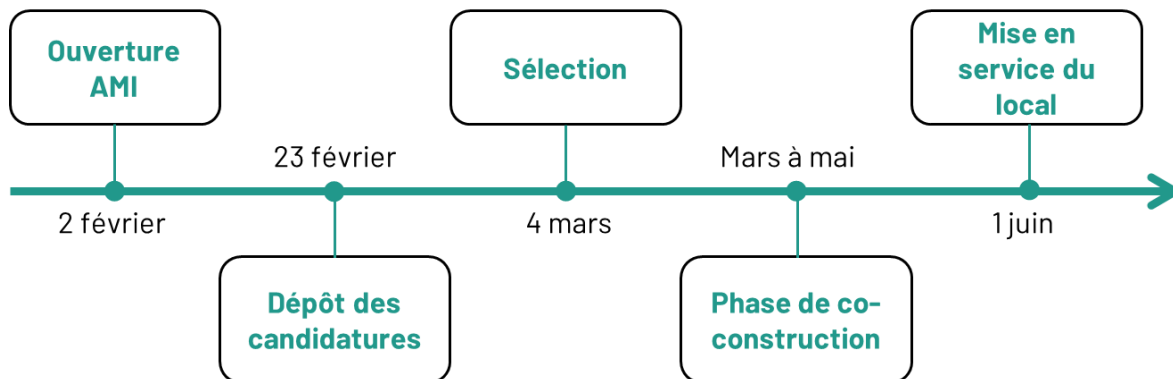 Ouverture
AMI
2 février
23 février
Dépôt des
candidatures
Sélection
4 mars
Mars à mai
Phase de co-
construction
Mise en
service du
local
1 juin